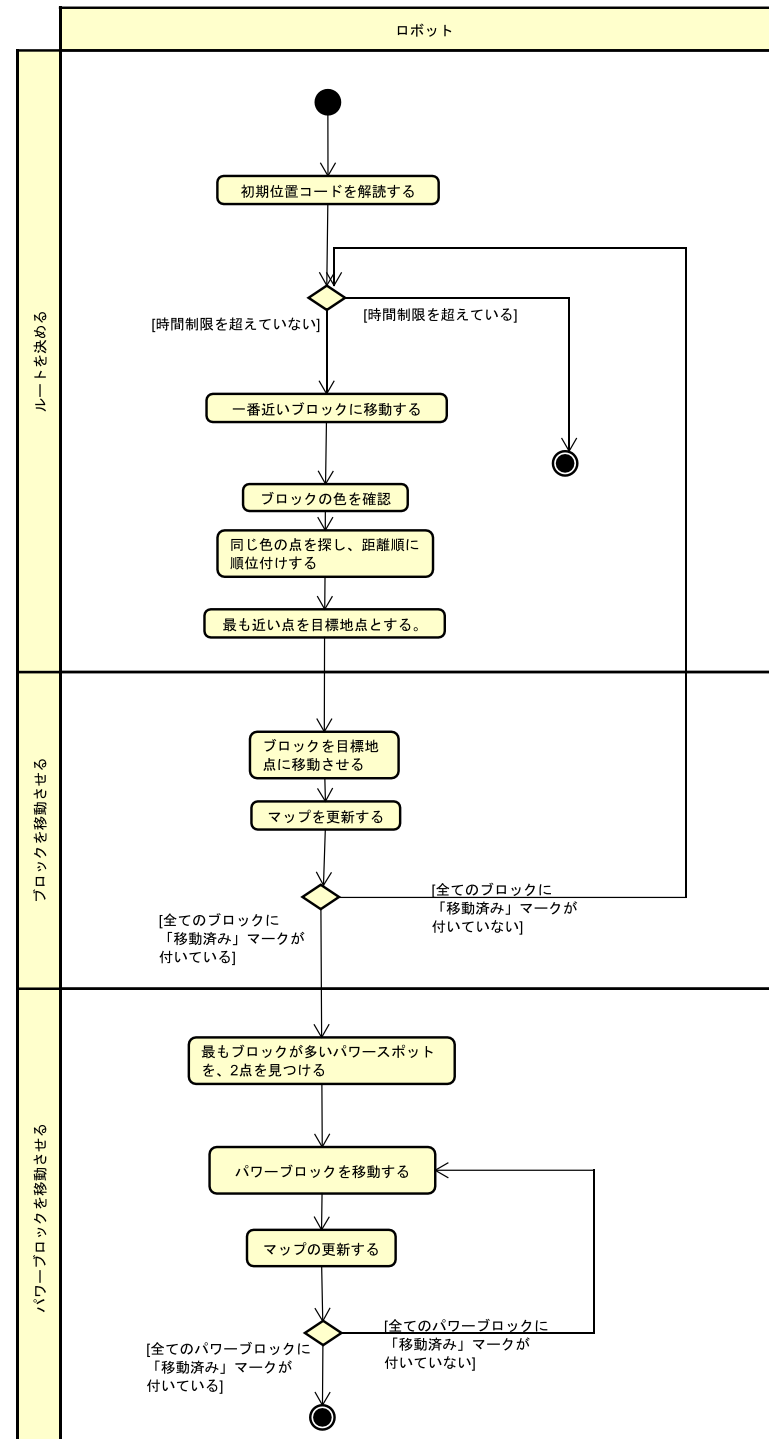 ロボット
ルートを決める
初期位置コードを解読する
[時間制限を超えていない]
[時間制限を超えている]
一番近いブロックに移動する
ブロックの色を確認
同じ色の点を探し、距離順に
順位付けする
最も近い点を目標地点とする。
ブロックを移動させる
ブロックを目標地
点に移動させる
マップを更新する
[全てのブロックに
「移動済み」マークが
付いている]
[全てのブロックに
「移動済み」マークが
付いていない]
パワーブロックを移動させる
最もブロックが多いパワースポット
を、2点を見つける
パワーブロックを移動する
マップの更新する
[全てのパワーブロックに
「移動済み」マークが
付いている]
[全てのパワーブロックに
「移動済み」マークが
付いていない]